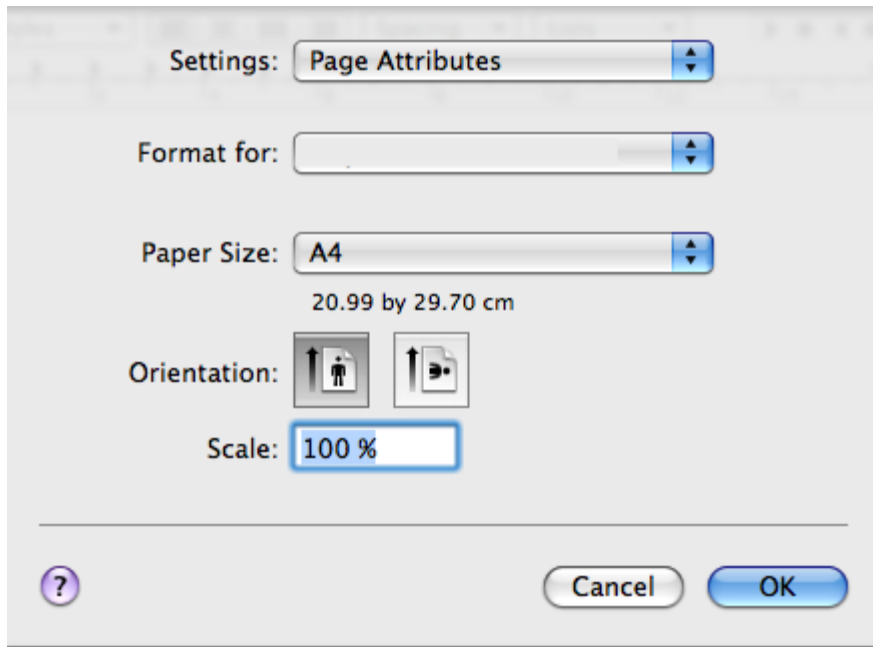 Settings: Page Attributes
Format for:
Paper Size: A4
20.99 by 29.70 cm
Orientation:
Scale: 100 %
? Cancel OK